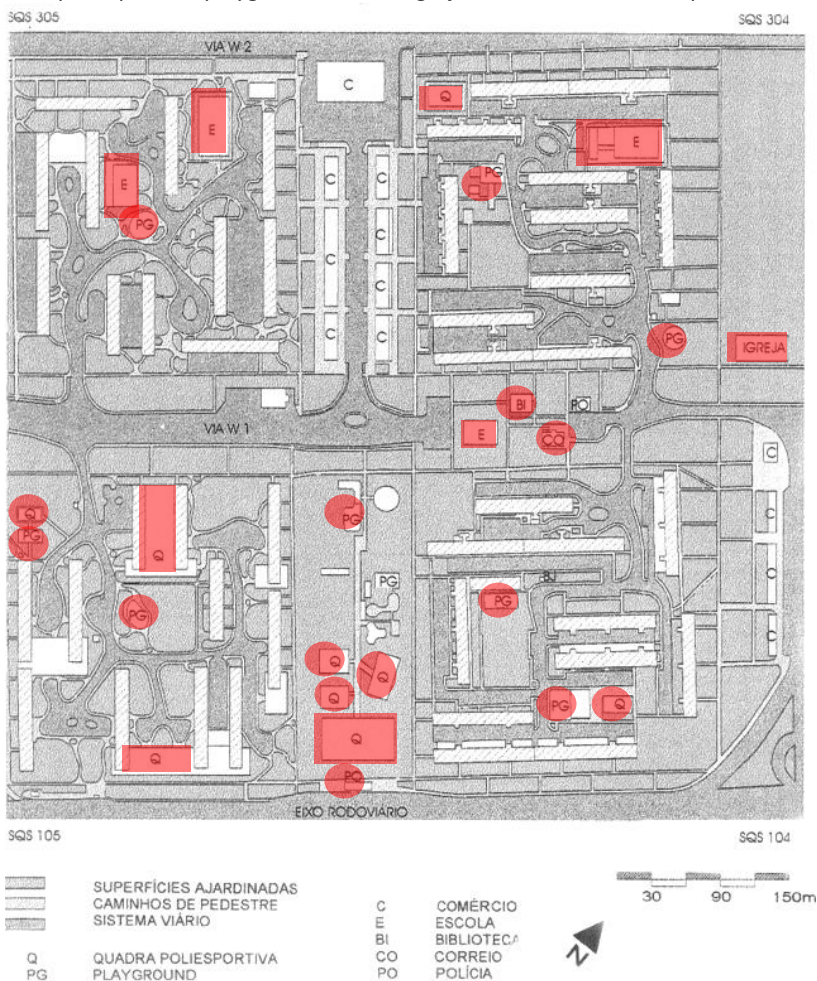 SQS 305
SQS 304
VIA W 2
C
Q
E
E
E
PG
PG
C
C
C
C
C
C
C
PG
IGREJA
BI
PO
E
CO
VIA W 1
C
Q
PG
Q
PG
C
PG
C
PG
PG
Q
Q
Q
PG
Q
C
Q
Q
PO
EIXO RODOVIÁRIO
SQS 105
SQS 104
SUPERFÍCIES AJARDINADAS
CAMINHOS DE PEDESTRE
SISTEMA VIÁRIO
Q QUADRA POLIESPORTIVA
PG PLAYGROUND
C COMÉRCIO
E ESCOLA
BI BIBLIOTECA
CO CORREIO
PO POLÍCIA
30 90 150m
N